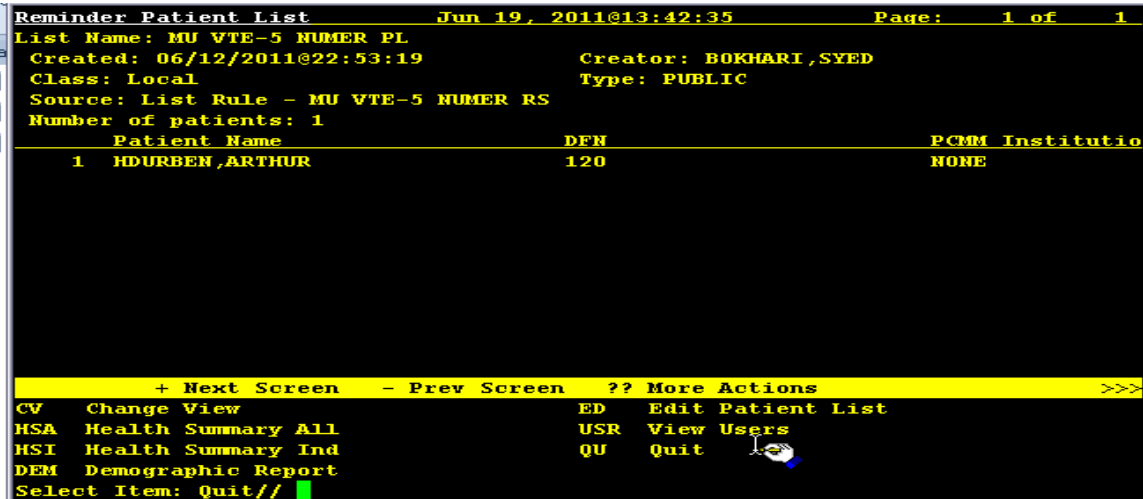 Reminder Patient List Jun 19, 2011@13:42:35 Page: 1 of 1
List Name: MU VTE-5 NUMER PL
Created: 06/12/2011@22:53:19 Creator: BOKHARI,SYED
Class: Local Type: PUBLIC
Source: List Rule - MU VTE-5 NUMER RS
Number of patients: 1
Patient Name DFN PCMM Institutio
1 HDURBEN,ARTHUR 120 NONE
+ Next Screen - Prev Screen ?? More Actions >>>
CV Change View ED Edit Patient List
HSA Health Summary All USR View Users
HSI Health Summary Ind QU Quit
DEM Demographic Report
Select Item: Quit//